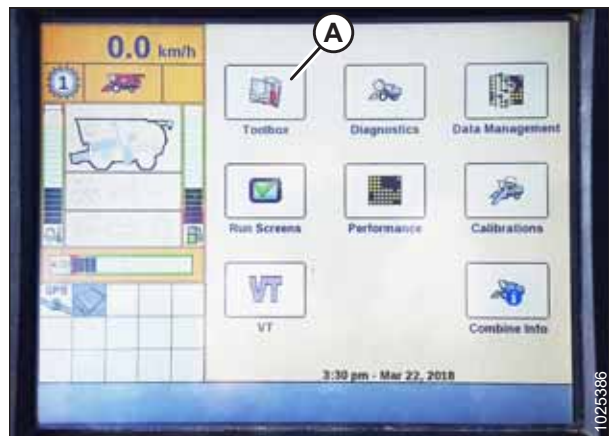 0.0 km/h
A
1
Toolbox
Diagnostics
Data Management
Run Screens
Performance
Calibrations
GPS
VT
VT
Combine Info
3:30 pm - Mar 22, 2018
1025386